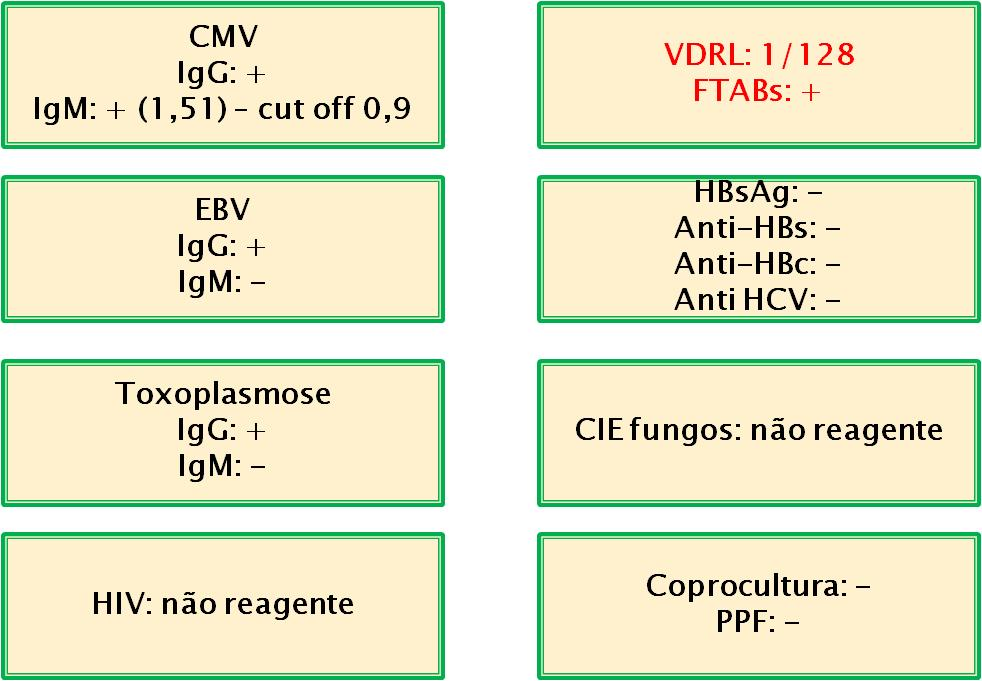 CMV
IgG: +
IgM: + (1,51) – cut off 0,9
VDRL: 1/128
FTABs: +
EBV
IgG: +
IgM: -
HBsAg: -
Anti-HBs: -
Anti-HBc: -
Anti HCV: -
Toxoplasmose
IgG: +
IgM: -
CIE fungos: não reagente
HIV: não reagente
Coprocultura: -
PPF: -